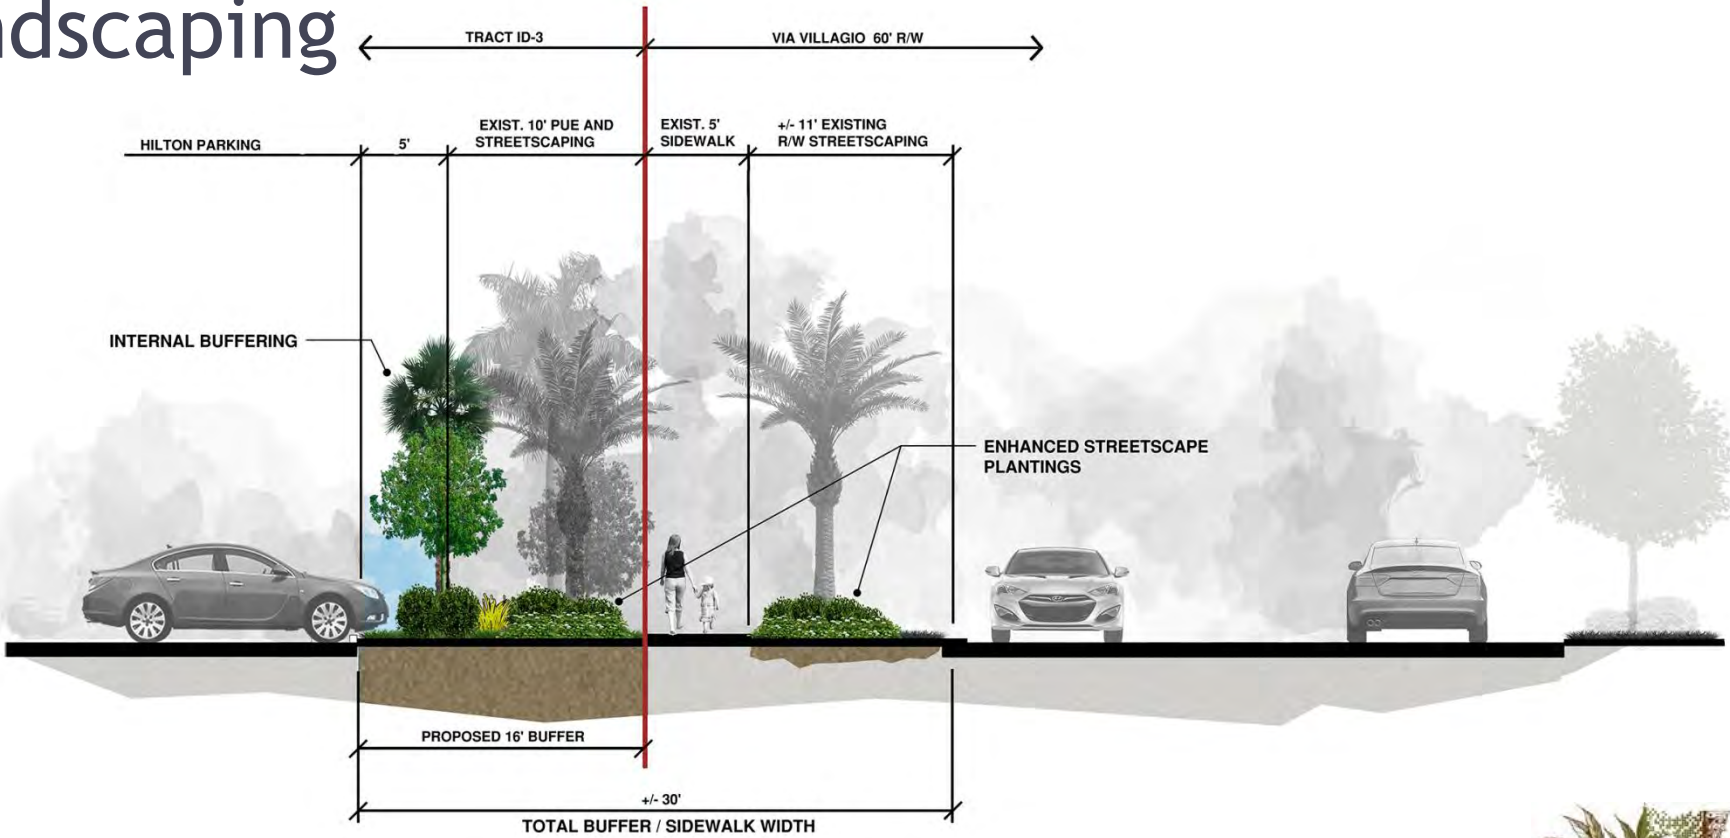 ndscaping
TRACT ID-3
VIA VILLAGIO 60' R/W
HILTON PARKING
5'
EXIST. 10' PUE AND
STREETSCAPING
EXIST. 5'
SIDEWALK
+/- 11' EXISTING
R/W STREETSCAPING
INTERNAL BUFFERING
ENHANCED STREETSCAPE
PLANTINGS
PROPOSED 16' BUFFER
+/- 30'
TOTAL BUFFER / SIDEWALK WIDTH